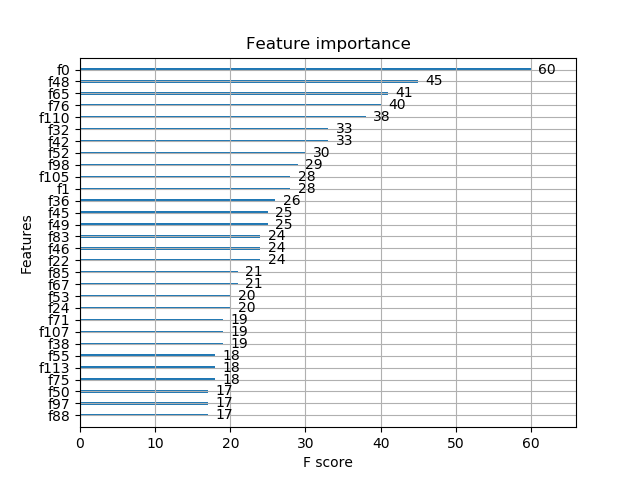 Feature importance
f0 60
f48 45
f65 41
f76 40
f110 38
f32 33
f42 33
f52 30
f98 29
f105 28
f1 28
f36 26
f45 25
f49 25
f83 24
f46 24
f22 24
f85 21
f67 21
f53 20
f24 20
f71 19
f107 19
f38 19
f55 18
f113 18
f75 18
f50 17
f97 17
f88 17
0 10 20 30 40 50 60
F score
Features